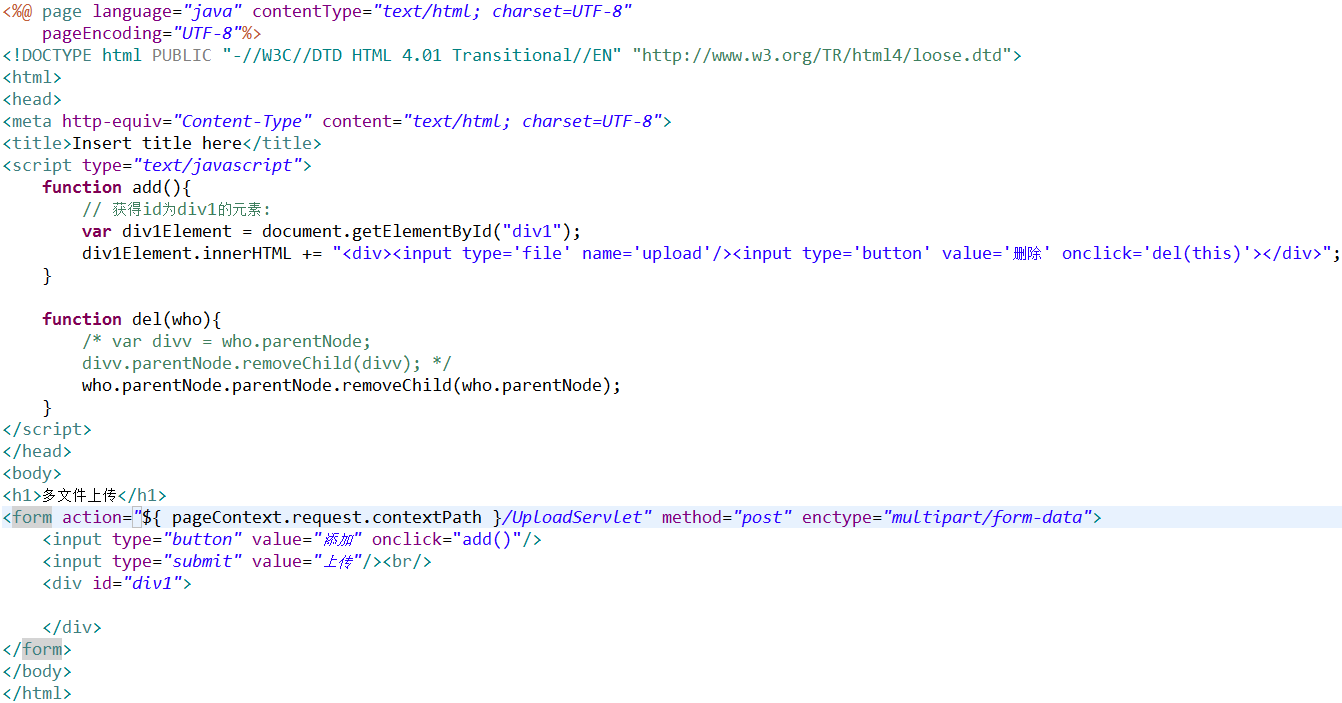 <%@ page language="java" contentType="text/html; charset=UTF-8"
    pageEncoding="UTF-8"%>
<!DOCTYPE html PUBLIC "-//W3C//DTD HTML 4.01 Transitional//EN" "http://www.w3.org/TR/html4/loose.dtd">
<html>
<head>
<meta http-equiv="Content-Type" content="text/html; charset=UTF-8">
<title>Insert title here</title>
<script type="text/javascript">
    function add(){
        // 获得id为div1的元素:
        var div1Element = document.getElementById("div1");
        div1Element.innerHTML += "<div><input type='file' name='upload'/><input type='button' value='删除' onclick='del(this)'></div>";
    }

    function del(who){
        /* var divv = who.parentNode;
        divv.parentNode.removeChild(divv); */
        who.parentNode.parentNode.removeChild(who.parentNode);
    }
</script>
</head>
<body>
<h1>多文件上传</h1>
<form action="${ pageContext.request.contextPath }/UploadServlet" method="post" enctype="multipart/form-data">
    <input type="button" value="添加" onclick="add()"/>
    <input type="submit" value="上传"/><br/>
    <div id="div1">

    </div>
</form>
</body>
</html>